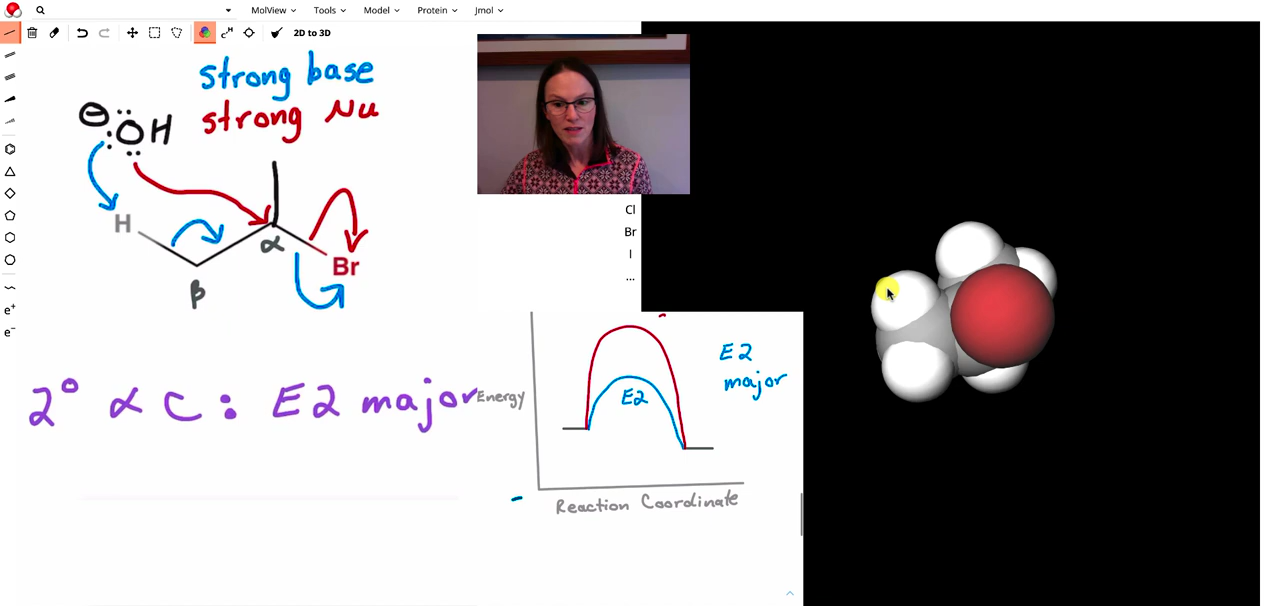 MolView Tools Model Protein Jmol
2D to 3D
C H
strong base
strong Nu
⊖
:ÖH
H
α
Br
β
Cl
Br
I
...
e+
e−
2° α C: E2 major
Energy
E2
E2
major
Reaction Coordinate